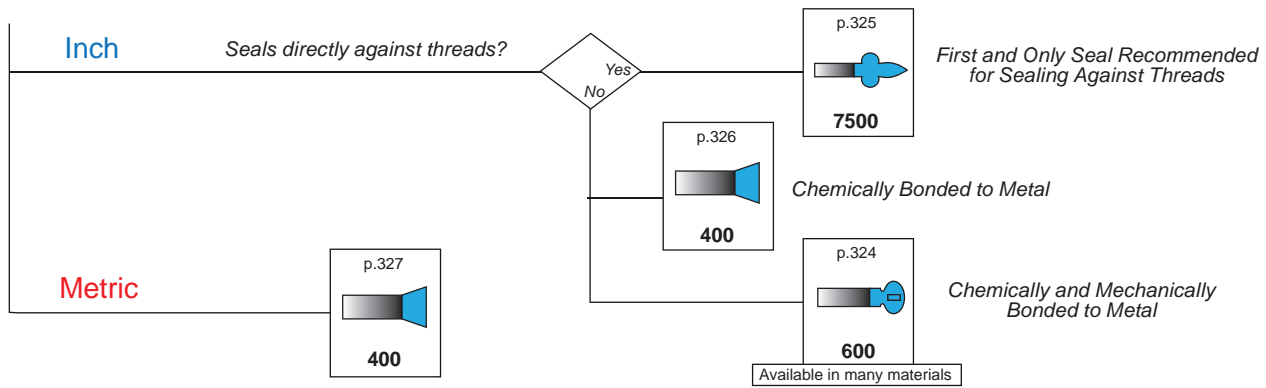 Inch
Seals directly against threads?
Yes
No
p.325
7500
First and Only Seal Recommended
for Sealing Against Threads
p.326
400
Chemically Bonded to Metal
Metric
p.327
400
p.324
600
Available in many materials
Chemically and Mechanically
Bonded to Metal